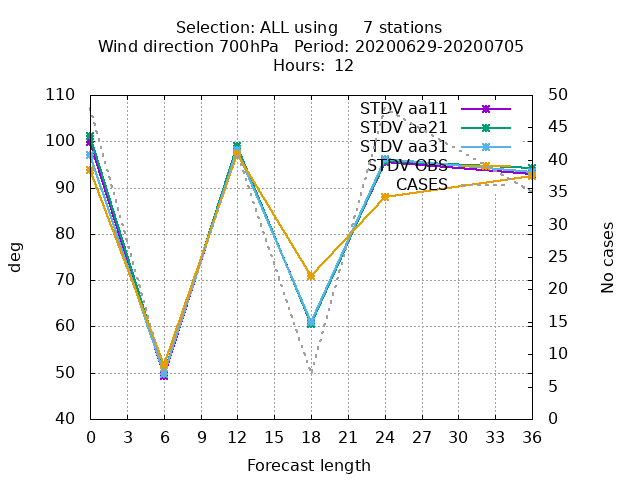 Selection: ALL using 7 stations
Wind direction 700hPa Period: 20200629-20200705
Hours: 12
110
100
90
80
70
60
50
40
deg
50
45
40
35
30
25
20
15
10
5
0
No cases
STDV aa11
STDV aa21
STDV aa31
STDV OBS
CASES
0 3 6 9 12 15 18 21 24 27 30 33 36
Forecast length